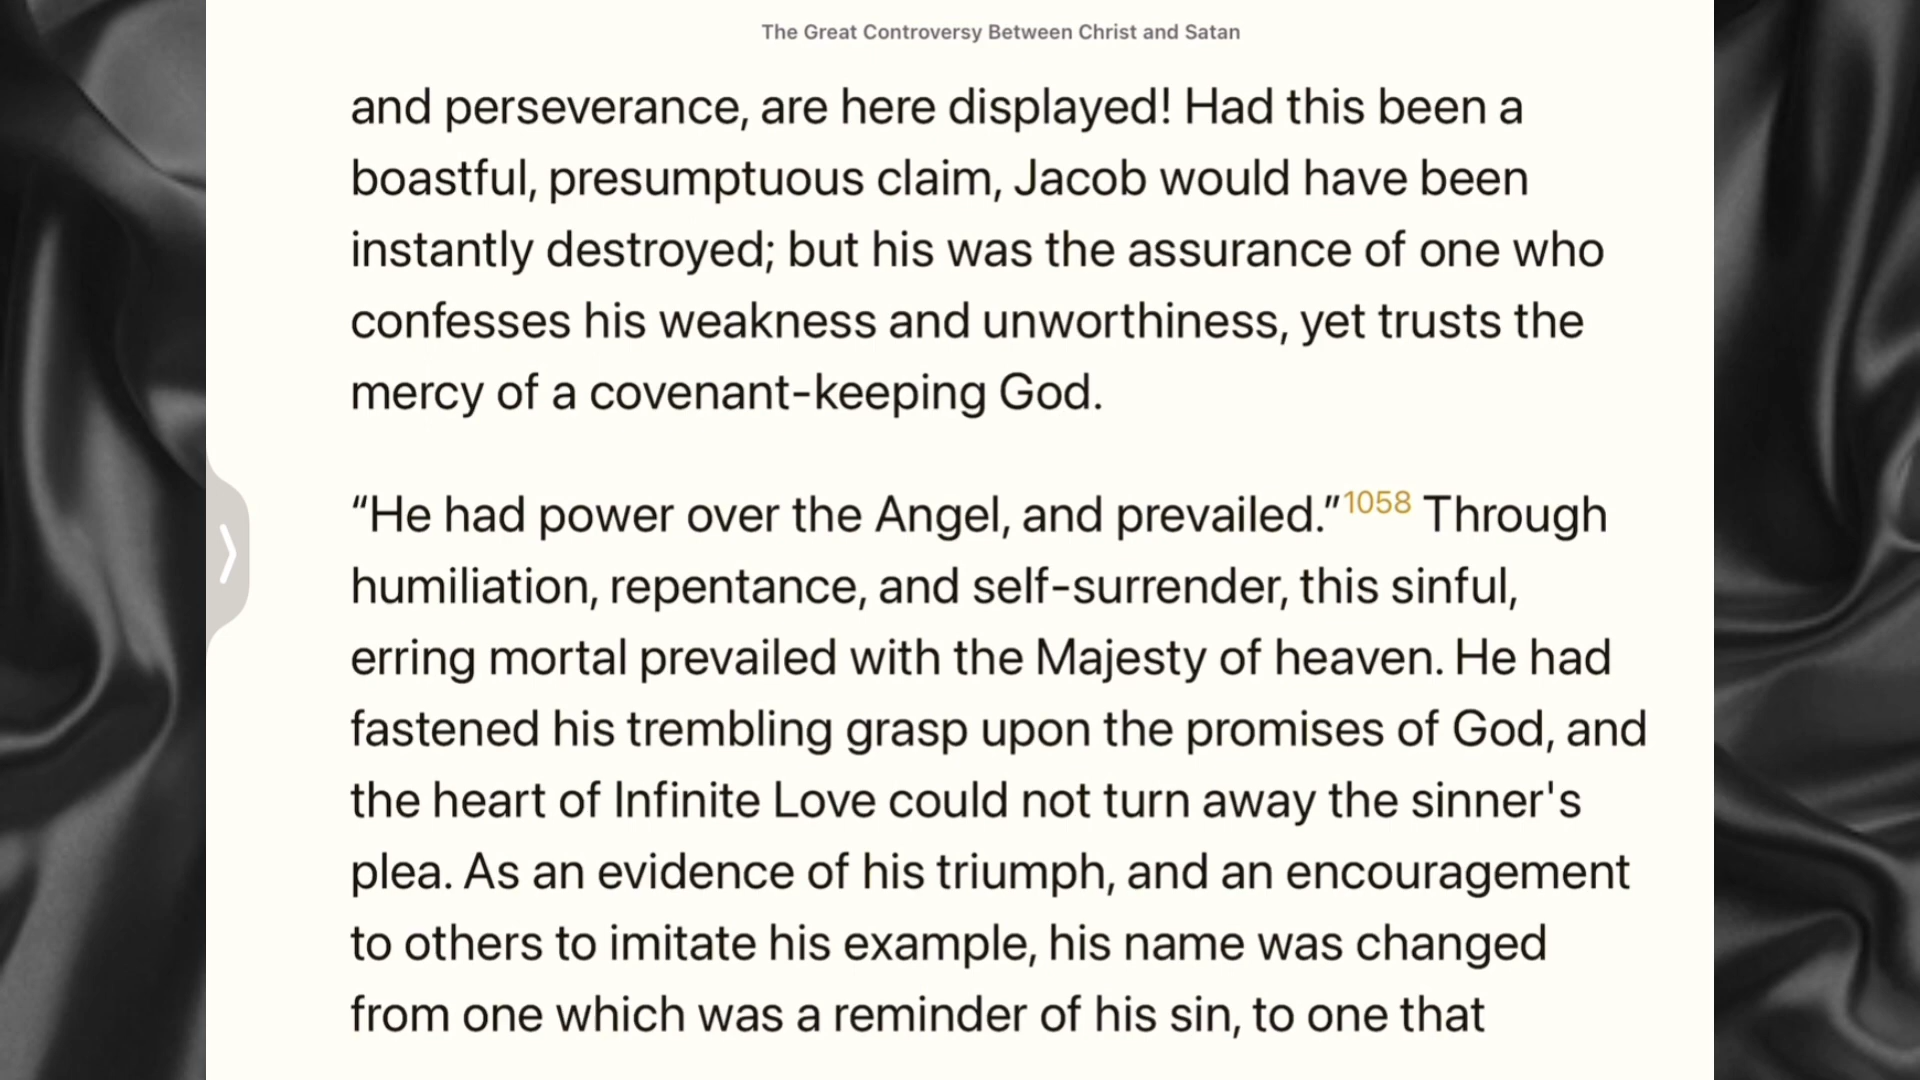 The Great Controversy Between Christ and Satan
and perseverance, are here displayed! Had this been a
boastful, presumptuous claim, Jacob would have been
instantly destroyed; but his was the assurance of one who
confesses his weakness and unworthiness, yet trusts the
mercy of a covenant-keeping God.
“He had power over the Angel, and prevailed.”1058 Through
humiliation, repentance, and self-surrender, this sinful,
erring mortal prevailed with the Majesty of heaven. He had
fastened his trembling grasp upon the promises of God, and
the heart of Infinite Love could not turn away the sinner's
plea. As an evidence of his triumph, and an encouragement
to others to imitate his example, his name was changed
from one which was a reminder of his sin, to one that